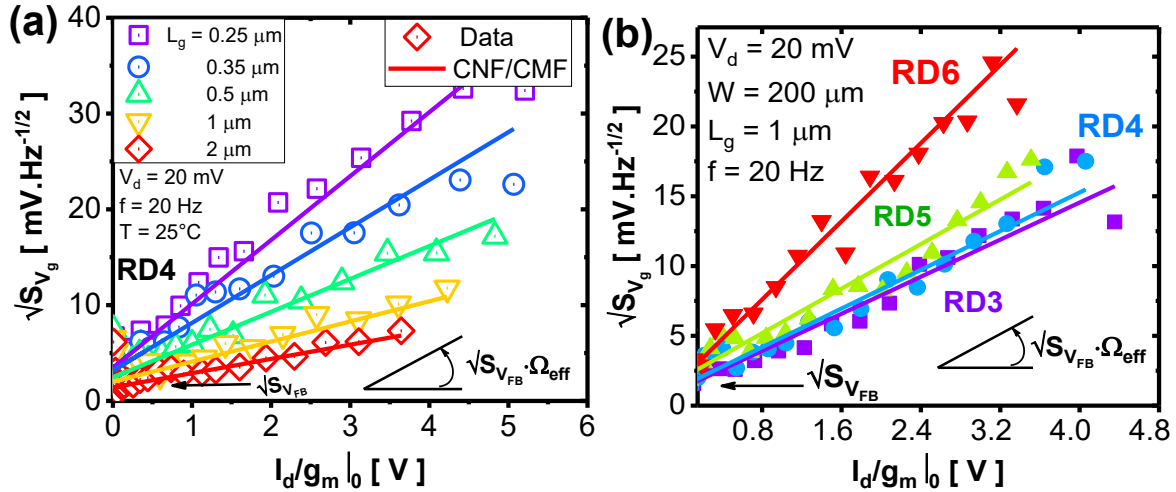 (a)
40
30
20
10
0
√S_Vg [ mV.Hz^-1/2 ]
L_g = 0.25 μm
0.35 μm
0.5 μm
1 μm
2 μm
V_d = 20 mV
f = 20 Hz
T = 25°C
RD4
Data
CNF/CMF
√S_VFB·Ω_eff
√S_VFB
0 1 2 3 4 5 6 7
I_d/g_m|_0 [ V ]
(b)
25
20
15
10
5
0
√S_Vg [ mV.Hz^-1/2 ]
V_d = 20 mV
W = 200 μm
L_g = 1 μm
f = 20 Hz
RD6
RD4
RD5
RD3
√S_VFB·Ω_eff
√S_VFB
0.8 1.6 2.4 3.2 4.0 4.8
I_d/g_m|_0 [ V ]